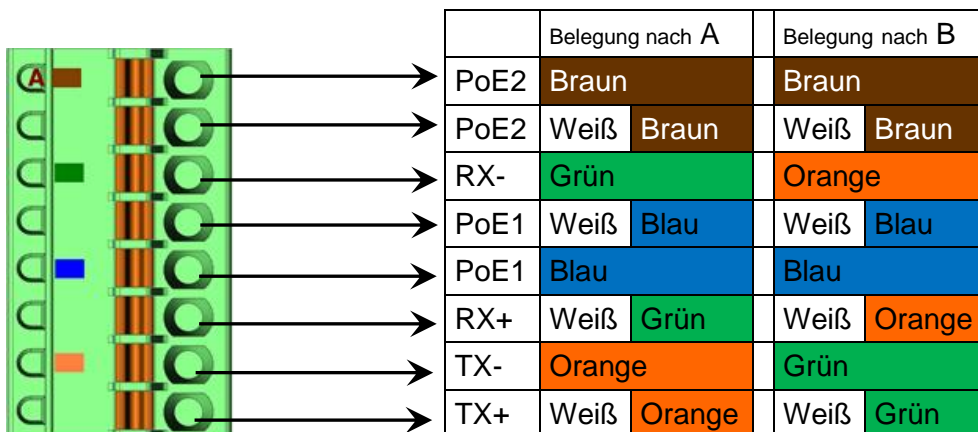 Belegung nach A Belegung nach B
A PoE2 Braun Braun
PoE2 Weiß Braun Weiß Braun
RX- Grün Orange
PoE1 Weiß Blau Weiß Blau
PoE1 Blau Blau
RX+ Weiß Grün Weiß Orange
TX- Orange Grün
TX+ Weiß Orange Weiß Grün